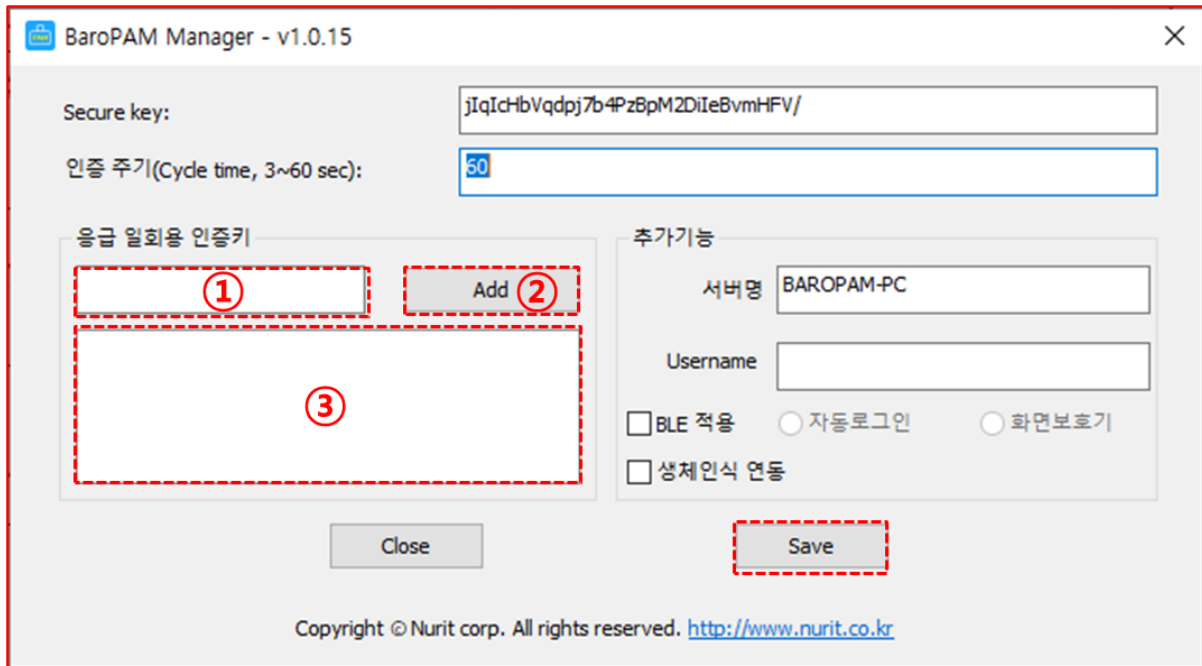 BaroPAM Manager - v1.0.15
Secure key:
jIqIcHbVqdpj7b4PzBpM2DiIeBvmHFV/
인증 주기(Cycle time, 3~60 sec):
60
응급 일회용 인증키
①
Add ②
③
추가기능
서버명
BAROPAM-PC
Username
BLE 적용 자동로그인 화면보호기
생체인식 연동
Close
Save
Copyright © Nurit corp. All rights reserved. http://www.nurit.co.kr